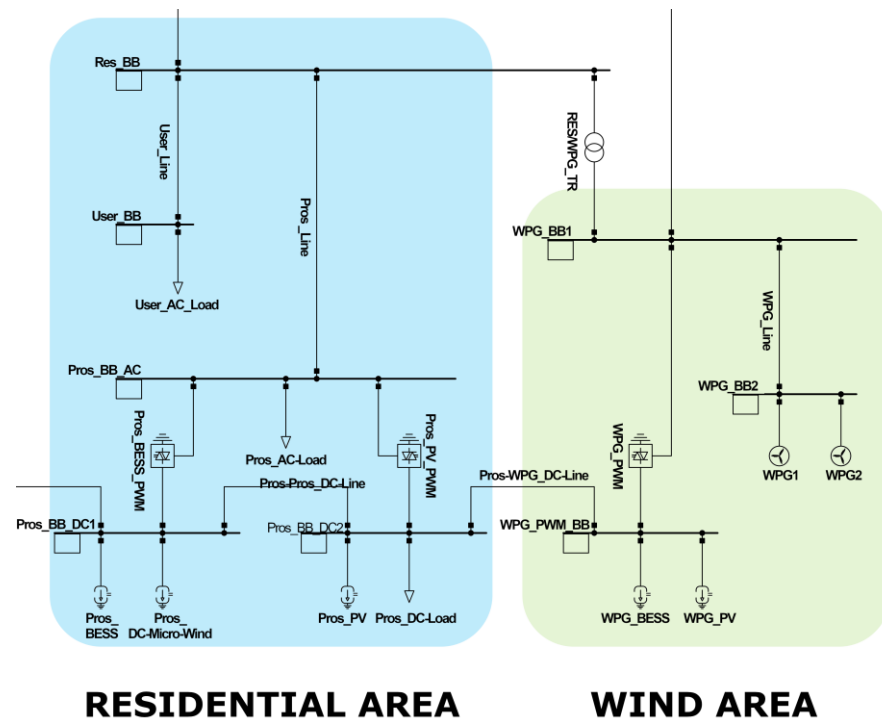 Res_BB
User_Line
RES/WPG_TR
User_BB
Pros_Line
WPG_BB1
User_AC_Load
WPG_Line
Pros_BB_AC
WPG_BB2
Pros_BESS_PWM
Pros_PV_PWM
WPG_PWM
Pros_AC-Load
WPG1
WPG2
Pros-Pros_DC-Line
Pros-WPG_DC-Line
Pros_BB_DC1
Pros_BB_DC2
WPG_PWM_BB
Pros_
BESS
Pros_
DC-Micro-Wind
Pros_PV
Pros_DC-Load
WPG_BESS
WPG_PV
RESIDENTIAL AREA
WIND AREA